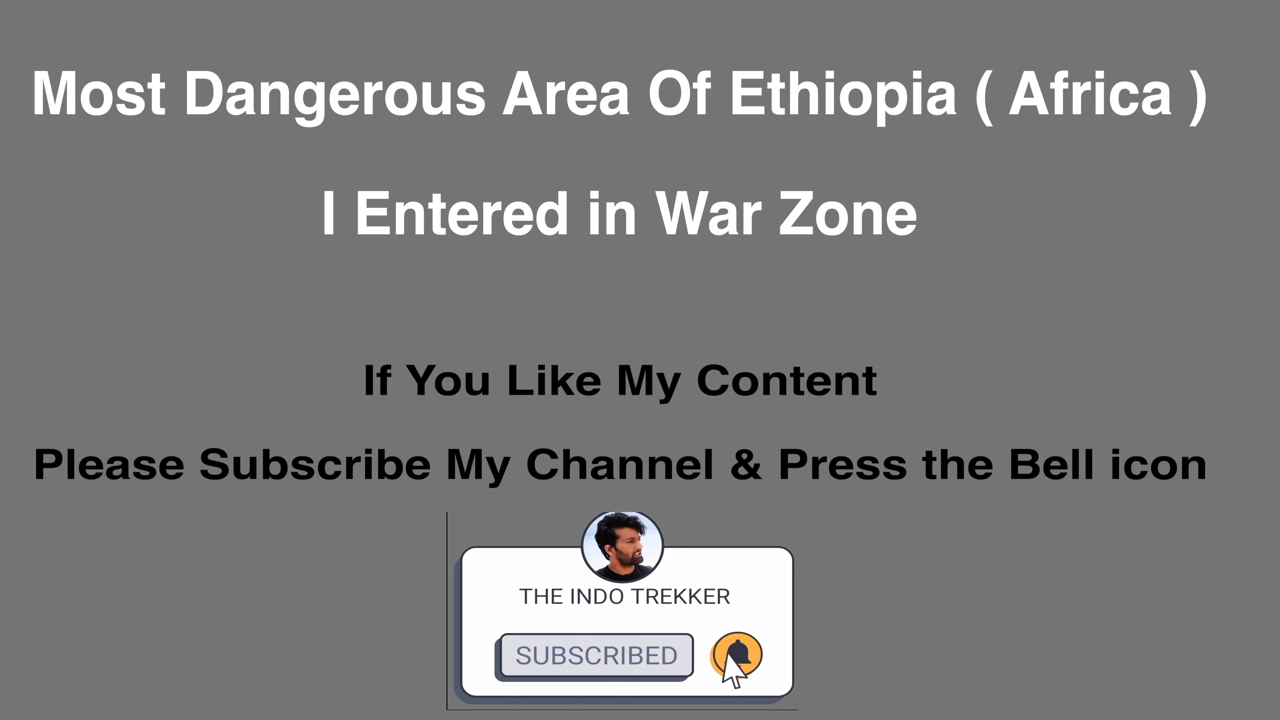 Most Dangerous Area Of Ethiopia ( Africa )
I Entered in War Zone
If You Like My Content
Please Subscribe My Channel & Press the Bell icon
THE INDO TREKKER
SUBSCRIBED